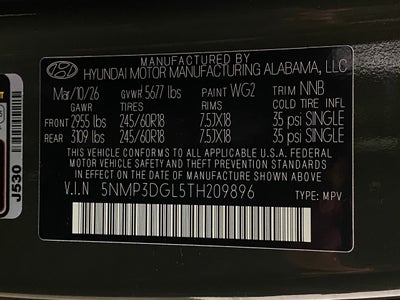 MANUFACTURED BY
HYUNDAI MOTOR MANUFACTURING ALABAMA, LLC
Mar/10/26 GVWR 5677 lbs PAINT WG2 TRIM NNB
GAWR TIRES RIMS COLD TIRE INFL
FRONT 2955 lbs 245/60R18 7.5JX18 35 psi SINGLE
REAR 3109 lbs 245/60R18 7.5JX18 35 psi SINGLE
THIS VEHICLE CONFORMS TO ALL APPLICABLE U.S.A. FEDERAL
MOTOR VEHICLE SAFETY AND THEFT PREVENTION STANDARDS
IN EFFECT ON THE DATE OF MANUFACTURE SHOWN ABOVE.
V.I.N 5NMP3DGL5TH209896 TYPE: MPV
J530